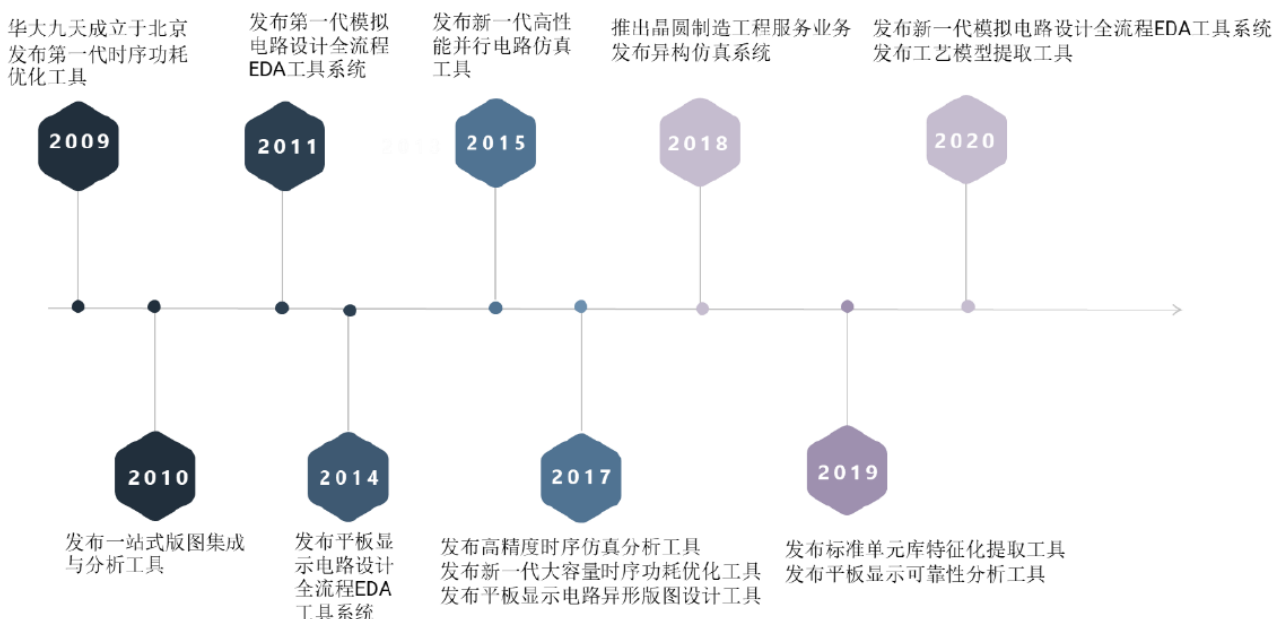 华大九天成立于北京
发布第一代时序功耗
优化工具
发布第一代模拟
电路设计全流程
EDA工具系统
发布新一代高性
能并行电路仿真
工具
推出晶圆制造工程服务业务
发布异构仿真系统
发布新一代模拟电路设计全流程EDA工具系统
发布工艺模型提取工具
2009
2011
2015
2018
2020
2010
2014
2017
2019
发布一站式版图集成
与分析工具
发布平板显
示电路设计
全流程EDA
工具系统
发布高精度时序仿真分析工具
发布新一代大容量时序功耗优化工具
发布平板显示电路异形版图设计工具
发布标准单元库特征化提取工具
发布平板显示可靠性分析工具